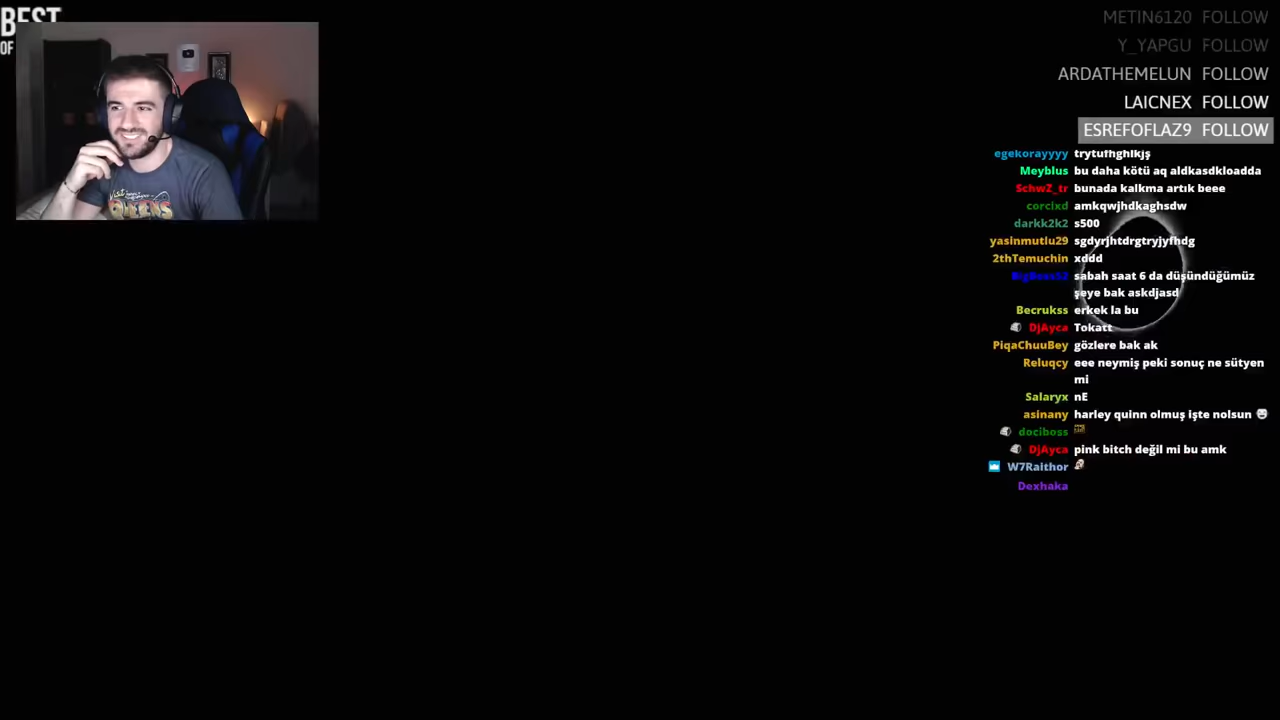 BEST
OF
METIN6120 FOLLOW
Y_YAPGU FOLLOW
ARDATHEMELUN FOLLOW
LAICNEX FOLLOW
ESREFOFLAZ9 FOLLOW
egekorayyyy trytufhghlkjş
Meyblus bu daha kötü aq aldkasdkloadda
SchwZ_tr bunada kalkma artık beee
corcixd amkqwjhdkaghsdw
darkk2k2 s500
yasinmutlu29 sgdyrjhtdrgtryjyfhdg
2thTemuchin xddd
sabah saat 6 da düşündüğümüz
şeye bak askdjasd
Becrukss erkek la bu
DjAyca Tokatt
PiqaChuuBey gözlere bak ak
Reluqcy eee neymiş peki sonuç ne sütyen
mi
Salaryx nE
asinany harley quinn olmuş işte nolsun
dociboss
DjAyca pink bitch değil mi bu amk
W7Raithor
Dexhaka